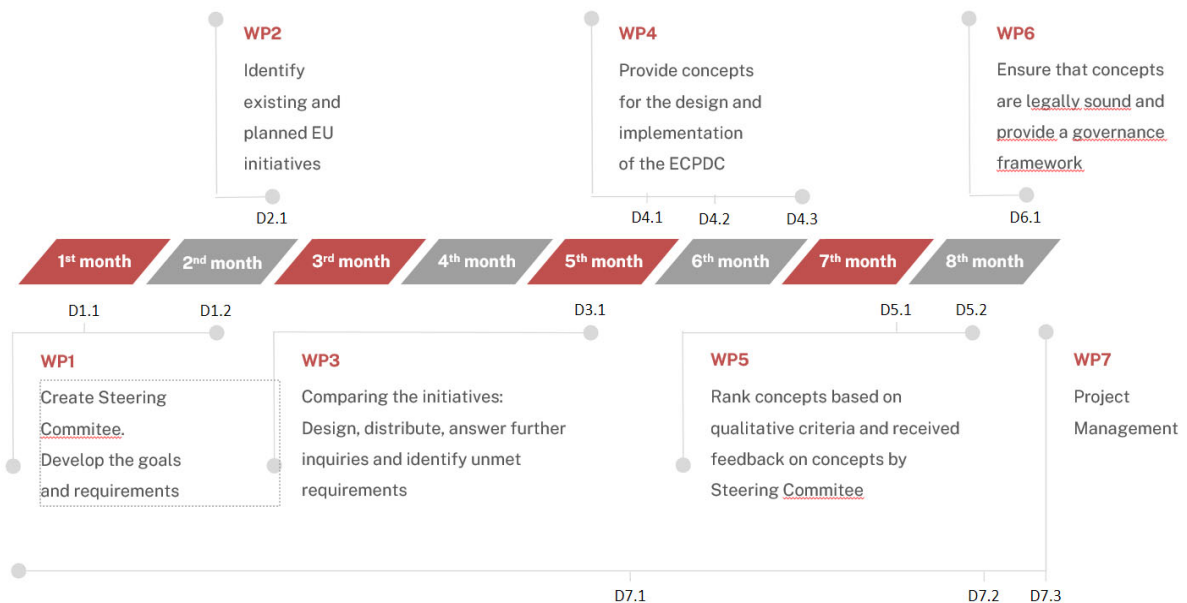 WP2
Identify
existing and
planned EU
initiatives
D2.1
WP4
Provide concepts
for the design and
implementation
of the ECPDC
D4.1
D4.2
D4.3
WP6
Ensure that concepts
are legally sound and
provide a governance
framework
D6.1
1st month
2nd month
3rd month
4th month
5th month
6th month
7th month
8th month
D1.1
D1.2
D3.1
D5.1
D5.2
WP1
Create Steering
Commitee.
Develop the goals
and requirements
WP3
Comparing the initiatives:
Design, distribute, answer further
inquiries and identify unmet
requirements
WP5
Rank concepts based on
qualitative criteria and received
feedback on concepts by
Steering Commitee
WP7
Project
Management
D7.1
D7.2
D7.3